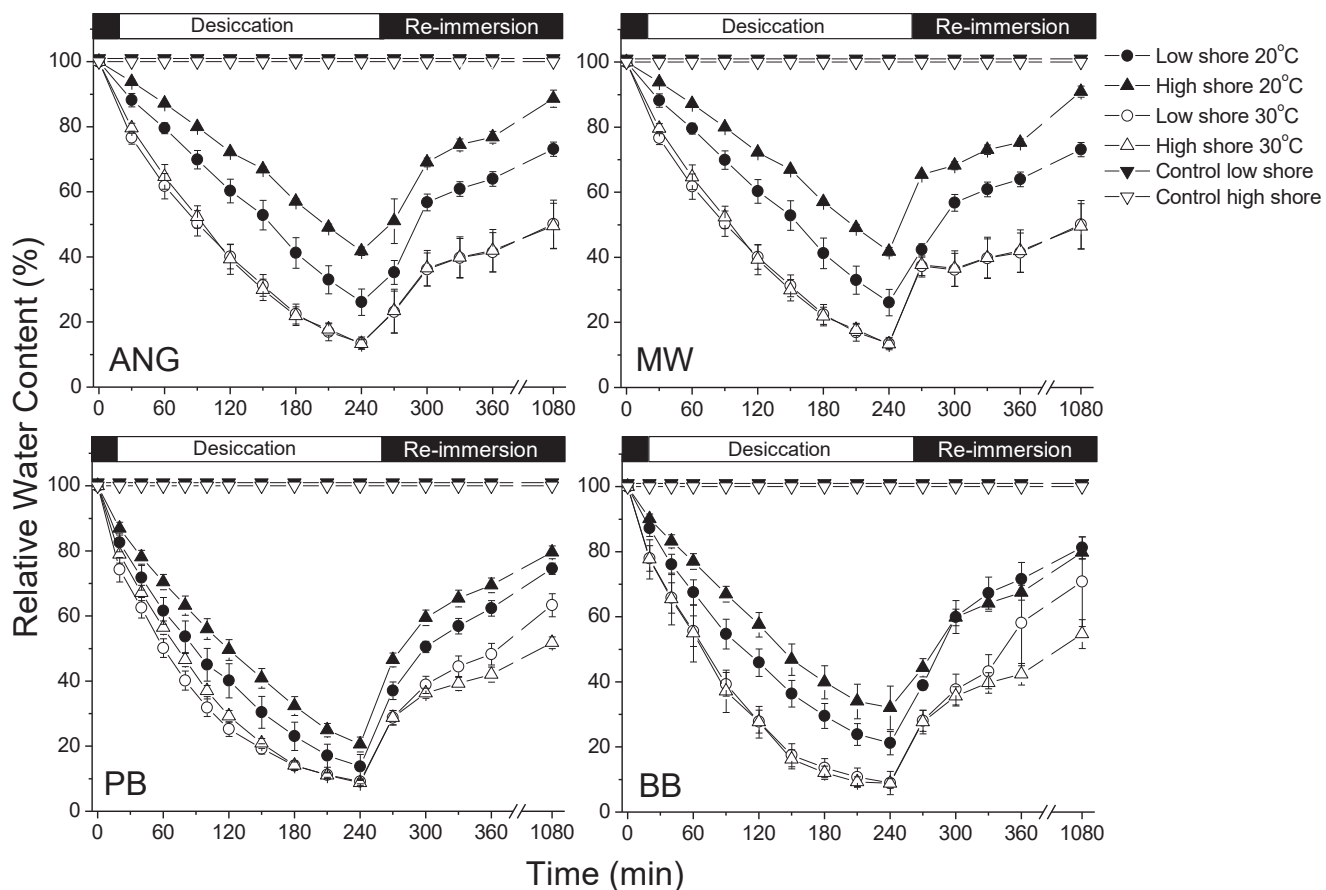 Desiccation Re-immersion
Desiccation Re-immersion
100
80
60
40
20
0
ANG
0 60 120 180 240 300 360 1080
100
80
60
40
20
0
MW
0 60 120 180 240 300 360 1080
Low shore 20°C
High shore 20°C
Low shore 30°C
High shore 30°C
Control low shore
Control high shore
Relative Water Content (%)
Desiccation Re-immersion
Desiccation Re-immersion
100
80
60
40
20
0
PB
0 60 120 180 240 300 360 1080
100
80
60
40
20
0
BB
0 60 120 180 240 300 360 1080
Time (min)